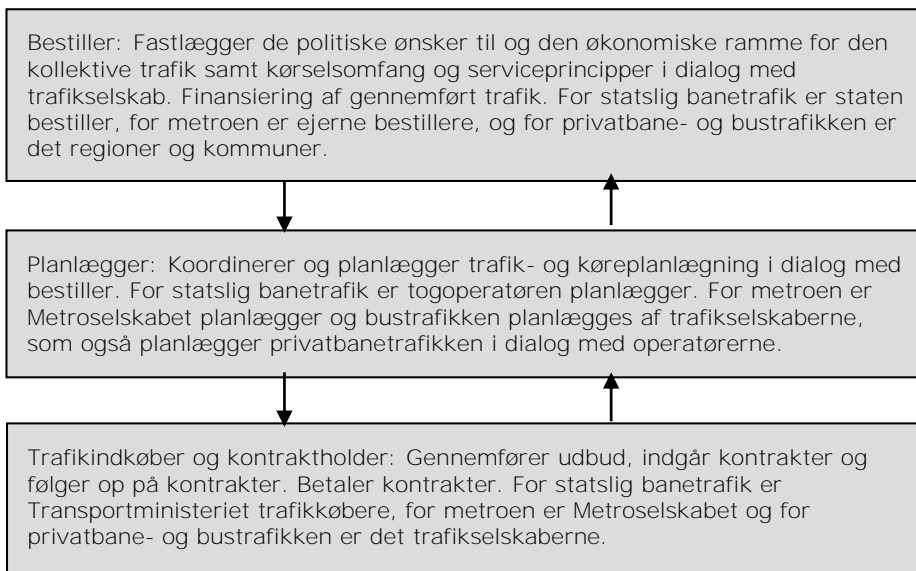 Bestiller: Fastlægger de politiske ønsker til og den økonomiske ramme for den
kollektive trafik samt kørselsomfang og serviceprincipper i dialog med
trafikselskab. Finansiering af gennemført trafik. For statslig banetrafik er staten
bestiller, for metroen er ejerne bestillere, og for privatbane- og bustrafikken er
det regioner og kommuner.
Planlægger: Koordinerer og planlægger trafik- og køreplanlægning i dialog med
bestiller. For statslig banetrafik er togoperatøren planlægger. For metroen er
Metroselskabet planlægger og bustrafikken planlægges af trafikselskaberne,
som også planlægger privatbanetrafikken i dialog med operatørerne.
Trafikindkøber og kontraktholder: Gennemfører udbud, indgår kontrakter og
følger op på kontrakter. Betaler kontrakter. For statslig banetrafik er
Transportministeriet trafikkøbere, for metroen er Metroselskabet og for
privatbane- og bustrafikken er det trafikselskaberne.